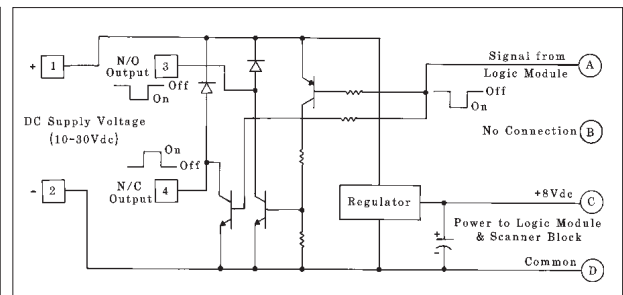 + 1
N/O
Output 3
Off
On
DC Supply Voltage
(10-30Vdc)
On
Off
- 2
N/C
Output 4
Regulator
+
-
Signal from
Logic Module A
Off
On
No Connection B
+8Vdc C
Power to Logic Module
& Scanner Block
Common D